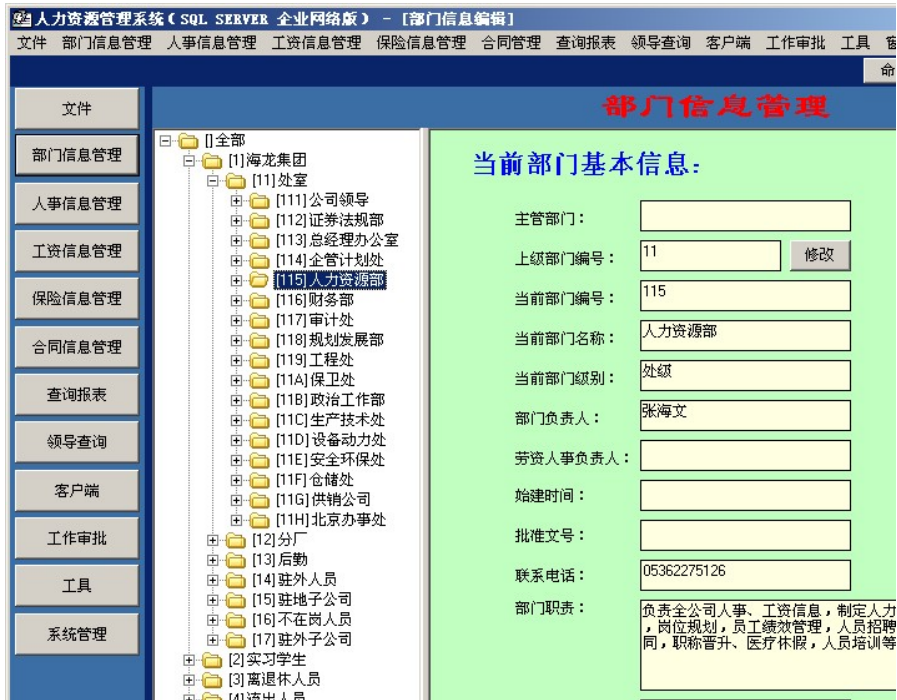 人力资源管理系统(SQL SERVER 企业网络版) - [部门信息编辑]
文件 部门信息管理 人事信息管理 工资信息管理 保险信息管理 合同管理 查询报表 领导查询 客户端 工作审批 工具
命
部门信息管理
文件
部门信息管理
人事信息管理
工资信息管理
保险信息管理
合同信息管理
查询报表
领导查询
客户端
工作审批
工具
系统管理
[]全部
[1]海龙集团
[11]处室
[111]公司领导
[112]证券法规部
[113]总经理办公室
[114]企管计划处
[115]人力资源部
[116]财务部
[117]审计处
[118]规划发展部
[119]工程处
[11A]保卫处
[11B]政治工作部
[11C]生产技术处
[11D]设备动力处
[11E]安全环保处
[11F]仓储处
[11G]供销公司
[11H]北京办事处
[12]分厂
[13]后勤
[14]驻外人员
[15]驻地子公司
[16]不在岗人员
[17]驻外子公司
[2]实习学生
[3]离退休人员
[4]流出人员
当前部门基本信息:
主管部门:
上级部门编号: 11 修改
当前部门编号: 115
当前部门名称: 人力资源部
当前部门级别: 处级
部门负责人: 张海文
劳资人事负责人:
始建时间:
批准文号:
联系电话: 05362275126
部门职责: 负责全公司人事、工资信息,制定人力
,岗位规划,员工绩效管理,人员招聘
同,职称晋升、医疗休假,人员培训等